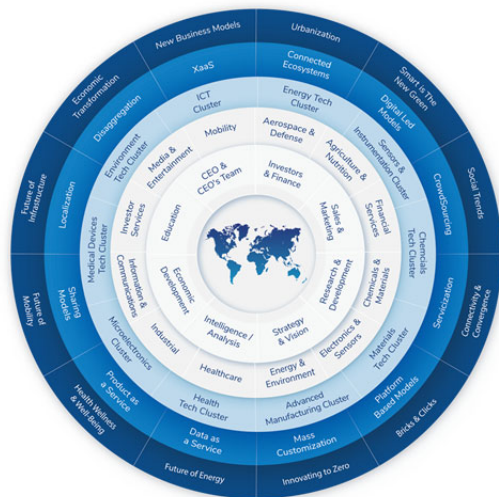 New Business Models
Urbanization
Smart is The
New Green
Social Trends
Connectivity &
Convergence
Bricks & Clicks
Innovating to Zero
Future of Energy
Health Wellness
& Well Being
Future of
Mobility
Future of
Infrastructure
Economic
Transformation
XaaS
Connected
Ecosystems
Digital Led
Models
CrowdSourcing
Servicization
Platform
Based Models
Mass
Customization
Data as
a Service
Product as
a Service
Sharing
Models
Localization
Disaggregation
ICT
Cluster
Energy Tech
Cluster
Sensors &
Instrumentation Cluster
Chemcials
Tech Cluster
Materials
Tech Cluster
Advanced
Manufacturing Cluster
Health
Tech Cluster
Microelectronics
Cluster
Medical Devices
Tech Cluster
Environment
Tech Cluster
Mobility
Aerospace &
Defense
Agriculture &
Nutrition
Financial
Services
Chemicals &
Materials
Electronics &
Sensors
Energy &
Environment
Healthcare
Industrial
Information &
Communications
Investor
Services
Media &
Entertainment
CEO &
CEO's Team
Investors
& Finance
Sales &
Marketing
Research &
Development
Strategy
& Vision
Intelligence /
Analysis
Economic
Development
Education